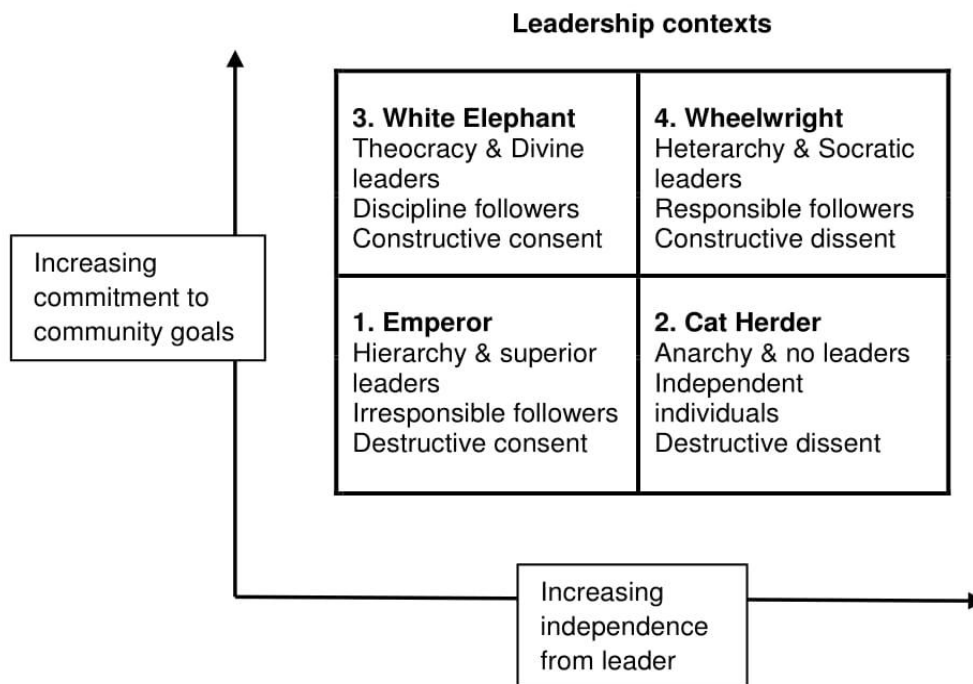 Leadership contexts
3. White Elephant
Theocracy & Divine
leaders
Discipline followers
Constructive consent
4. Wheelwright
Heterarchy & Socratic
leaders
Responsible followers
Constructive dissent
Increasing
commitment to
community goals
1. Emperor
Hierarchy & superior
leaders
Irresponsible followers
Destructive consent
2. Cat Herder
Anarchy & no leaders
Independent
individuals
Destructive dissent
Increasing
independence
from leader